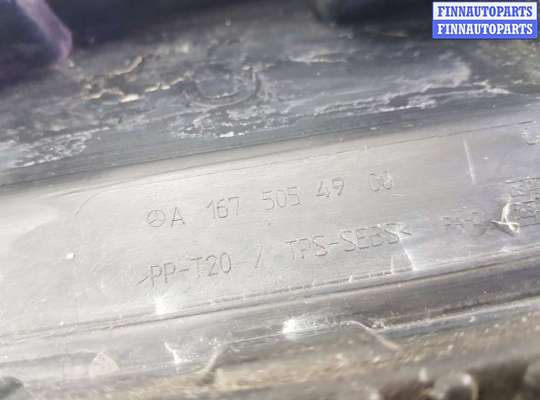 FINNAUTOPARTS
FINNAUTOPARTS
A 167 505 49 00
>PP-T20 / TPS-SEBS<